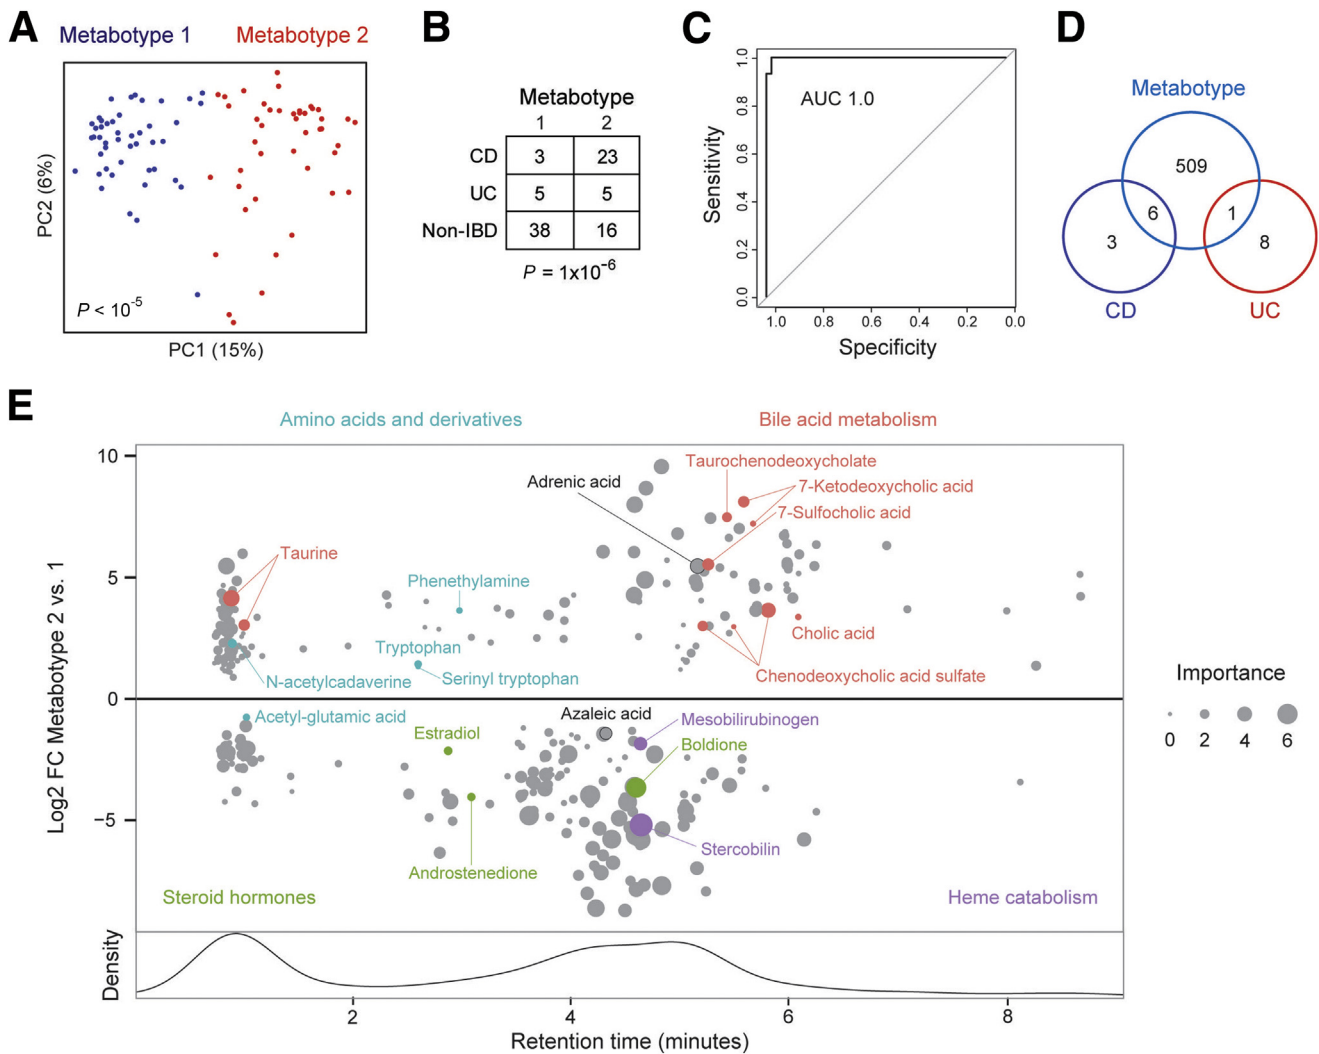 A
Metabotype 1
Metabotype 2
PC2 (6%)
P < 10-5
PC1 (15%)
B
Metabotype
1 2
CD 3 23
UC 5 5
Non-IBD 38 16
P = 1x10-6
C
AUC 1.0
Sensitivity
1.0
0.8
0.6
0.4
0.2
0.0
1.0 0.8 0.6 0.4 0.2 0.0
Specificity
D
Metabotype
509
6 1
3 8
CD UC
E
Amino acids and derivatives
Bile acid metabolism
Log2 FC Metabotype 2 vs. 1
10
5
0
−5
Taurochenodeoxycholate
Adrenic acid
7-Ketodeoxycholic acid
7-Sulfocholic acid
Taurine
Phenethylamine
Tryptophan
Cholic acid
N-acetylcadaverine
Serinyl tryptophan
Chenodeoxycholic acid sulfate
Acetyl-glutamic acid
Azaleic acid
Mesobilirubinogen
Estradiol
Boldione
Stercobilin
Androstenedione
Steroid hormones
Heme catabolism
Importance
0 2 4 6
Density
2 4 6 8
Retention time (minutes)